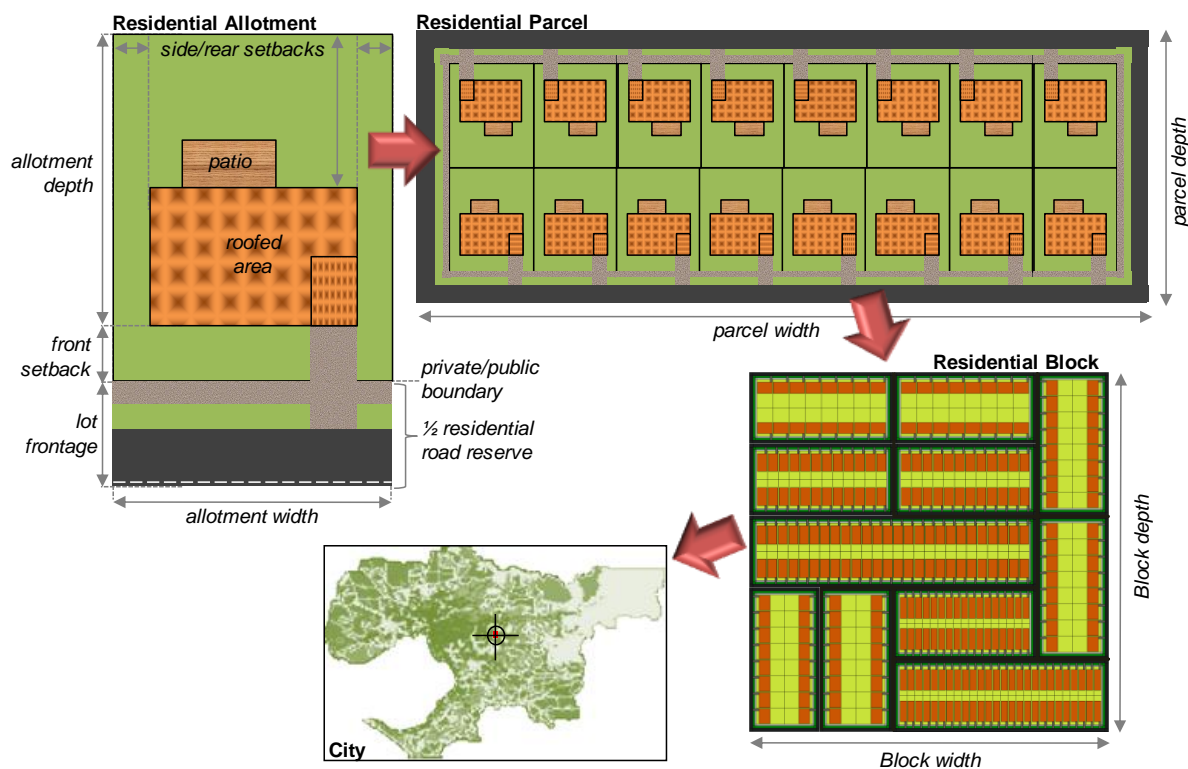 Residential Allotment
side/rear setbacks
allotment
depth
patio
roofed
area
front
setback
private/public
boundary
lot
frontage
½ residential
road reserve
allotment width
Residential Parcel
parcel depth
parcel width
Residential Block
Block depth
Block width
City